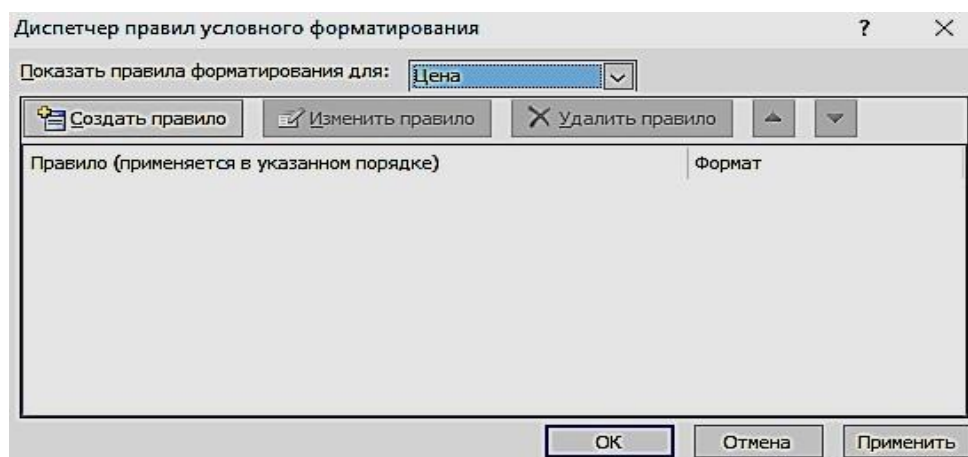 Диспетчер правил условного форматирования ?
Показать правила форматирования для: Цена
Создать правило Изменить правило Удалить правило
Правило (применяется в указанном порядке) Формат
ОК Отмена Применить